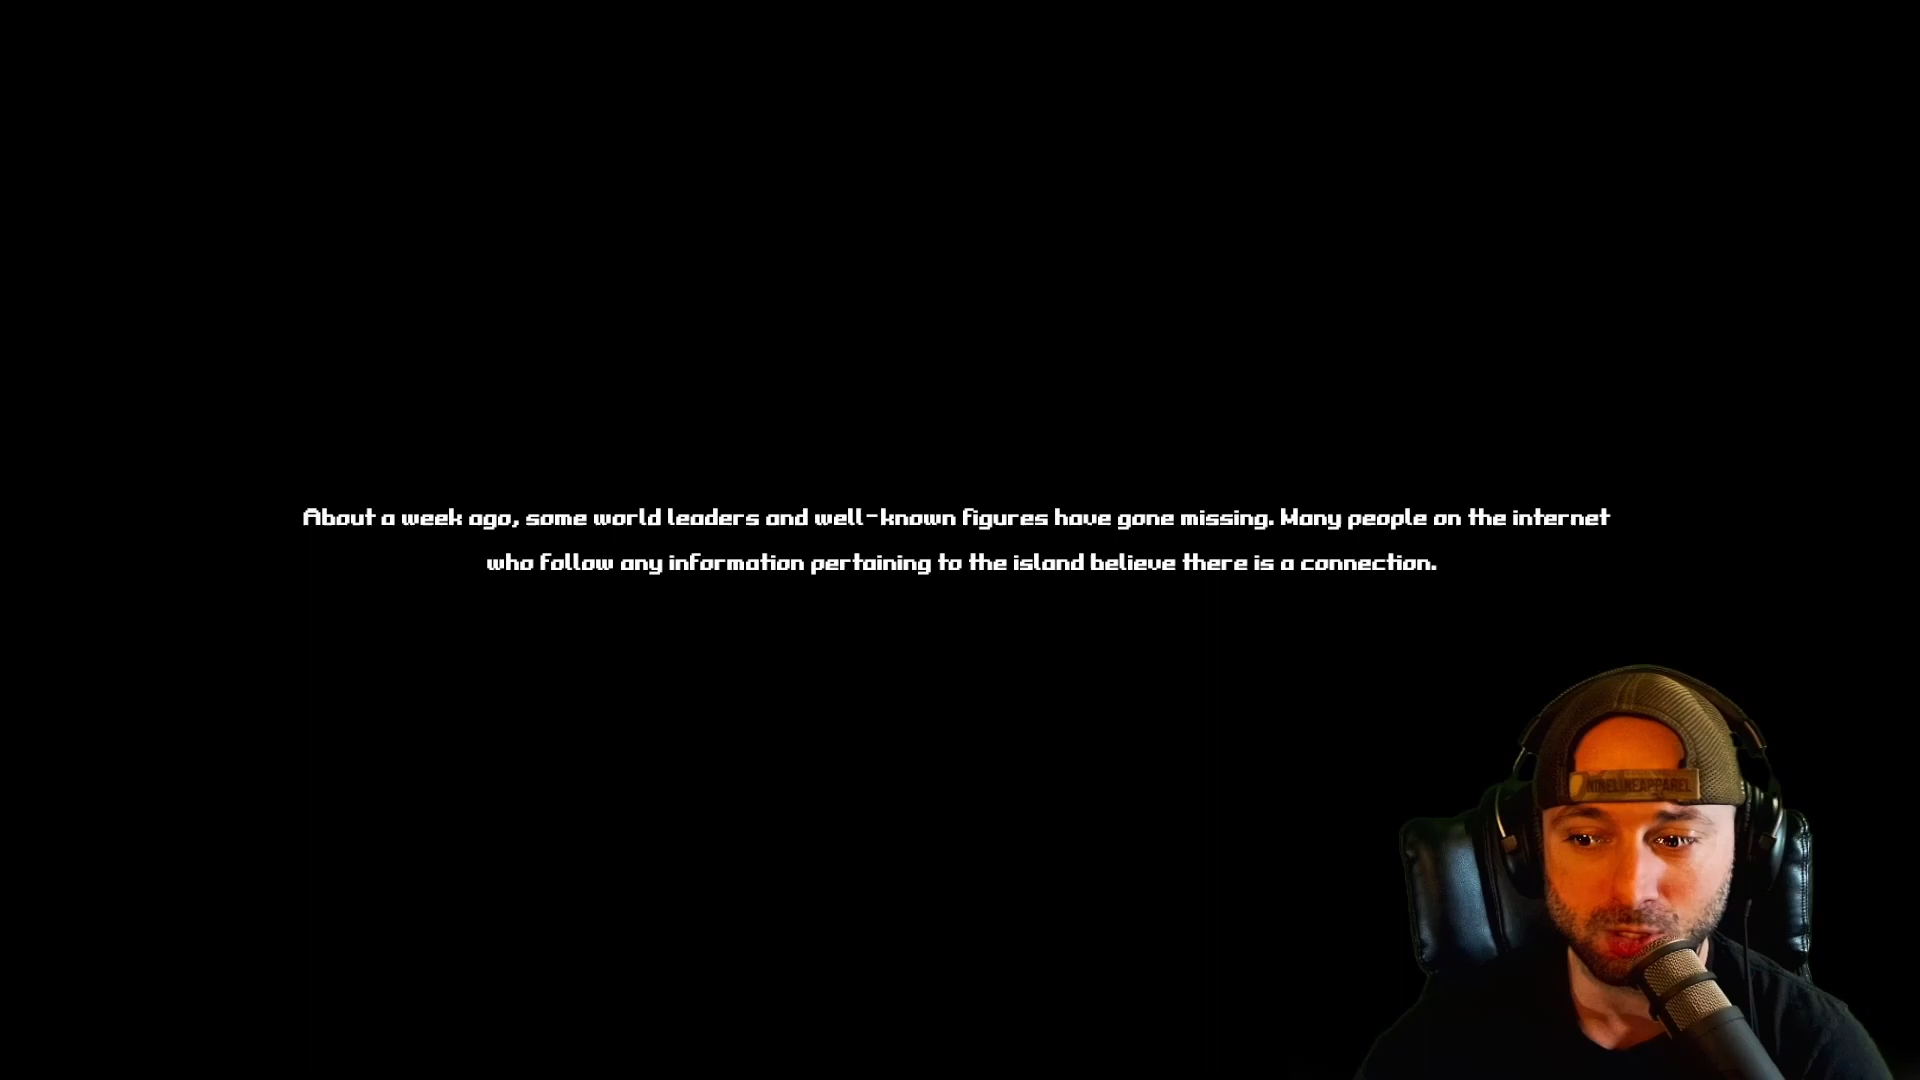 About a week ago, some world leaders and well-known figures have gone missing. Many people on the internet
who follow any information pertaining to the island believe there is a connection.
NINELINEAPPAREL